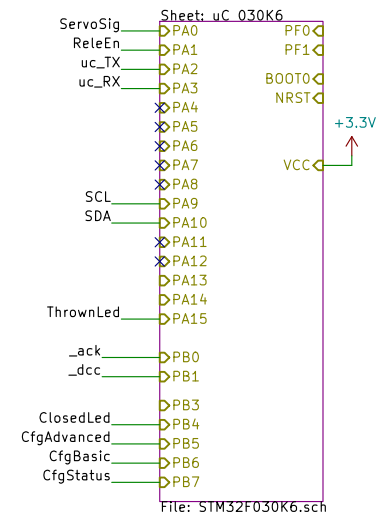 Sheet: uC_030K6
ServoSig PA0 PF0
ReleEn PA1 PF1
uc_TX PA2 BOOT0
uc_RX PA3 NRST
PA4
PA5 +3.3V
PA6
PA7 VCC
PA8
SCL PA9
SDA PA10
PA11
PA12
PA13
PA14
ThrownLed PA15
_ack PB0
_dcc PB1
PB3
ClosedLed PB4
CfgAdvanced PB5
CfgBasic PB6
CfgStatus PB7
File: STM32F030K6.sch